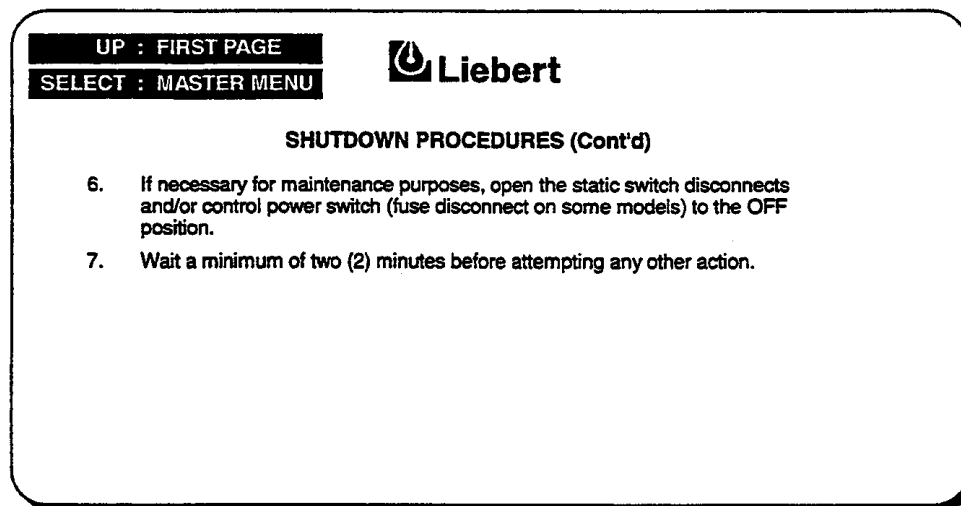 UP : FIRST PAGE
SELECT : MASTER MENU
Liebert
SHUTDOWN PROCEDURES (Cont'd)
6. If necessary for maintenance purposes, open the static switch disconnects
and/or control power switch (fuse disconnect on some models) to the OFF
position.
7. Wait a minimum of two (2) minutes before attempting any other action.